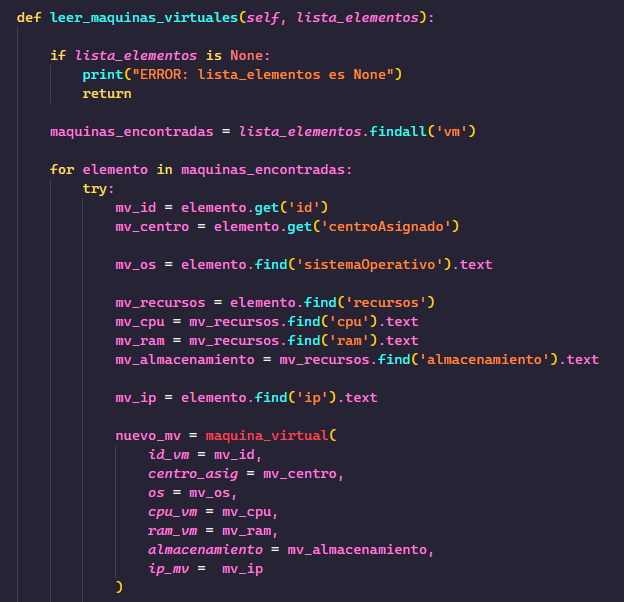 def leer_maquinas_virtuales(self, lista_elementos):
if lista_elementos is None:
print("ERROR: lista_elementos es None")
return
maquinas_encontradas = lista_elementos.findall('vm')
for elemento in maquinas_encontradas:
try:
mv_id = elemento.get('id')
mv_centro = elemento.get('centroAsignado')
mv_os = elemento.find('sistemaOperativo').text
mv_recursos = elemento.find('recursos')
mv_cpu = mv_recursos.find('cpu').text
mv_ram = mv_recursos.find('ram').text
mv_almacenamiento = mv_recursos.find('almacenamiento').text
mv_ip = elemento.find('ip').text
nuevo_mv = maquina_virtual(
id_vm = mv_id,
centro_asig = mv_centro,
os = mv_os,
cpu_vm = mv_cpu,
ram_vm = mv_ram,
almacenamiento = mv_almacenamiento,
ip_mv =  mv_ip
)